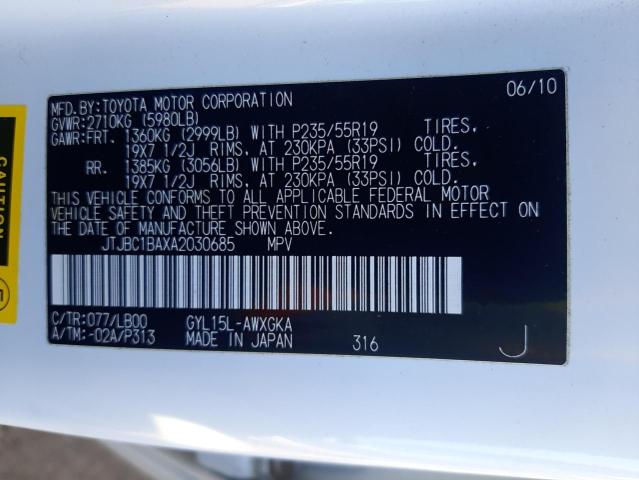 06/10
MFD.BY:TOYOTA MOTOR CORPORATION
GVWR:2710KG (5980LB)
GAWR:FRT. 1360KG (2999LB) WITH P235/55R19 TIRES,
19X7 1/2J RIMS, AT 230KPA (33PSI) COLD.
RR. 1385KG (3056LB) WITH P235/55R19 TIRES,
19X7 1/2J RIMS, AT 230KPA (33PSI) COLD.
THIS VEHICLE CONFORMS TO ALL APPLICABLE FEDERAL MOTOR
VEHICLE SAFETY AND THEFT PREVENTION STANDARDS IN EFFECT ON
THE DATE OF MANUFACTURE SHOWN ABOVE.
JTJBC1BAXA2030685 MPV
C/TR:077/LB00 GYL15L-AWXGKA
A/TM:-02A/P313 MADE IN JAPAN 316 J
CAUTION